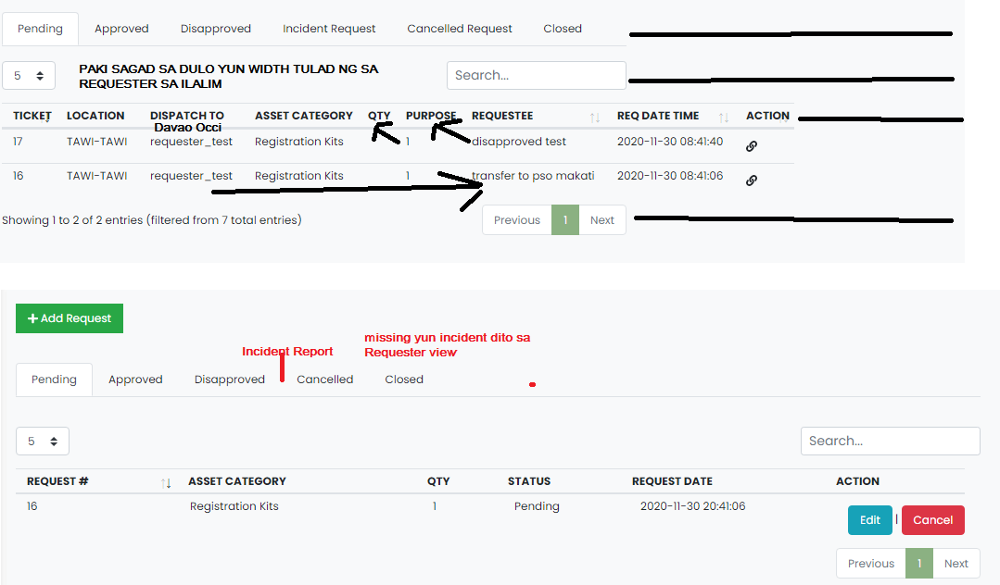 Pending Approved Disapproved Incident Request Cancelled Request Closed
5 PAKI SAGAD SA DULO YUN WIDTH TULAD NG SA Search...
REQUESTER SA ILALIM
TICKET LOCATION DISPATCH TO ASSET CATEGORY QTY PURPOSE REQUESTEE REQ DATE TIME ACTION
Davao Occi
17 TAWI-TAWI requester_test Registration Kits 1 disapproved test 2020-11-30 08:41:40
16 TAWI-TAWI requester_test Registration Kits 1 transfer to pso makati 2020-11-30 08:41:06
Showing 1 to 2 of 2 entries (filtered from 7 total entries) Previous 1 Next
+ Add Request
missing yun incident dito sa
Incident Report Requester view
Pending Approved Disapproved Cancelled Closed
5 Search...
REQUEST # ASSET CATEGORY QTY STATUS REQUEST DATE ACTION
16 Registration Kits 1 Pending 2020-11-30 20:41:06
Edit | Cancel
Previous 1 Next